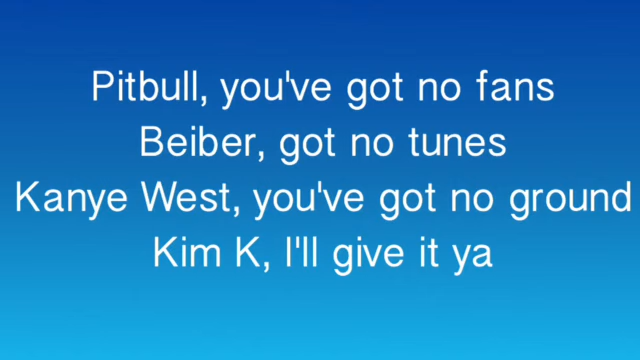 Pitbull, you've got no fans
Beiber, got no tunes
Kanye West, you've got no ground
Kim K, I'll give it ya